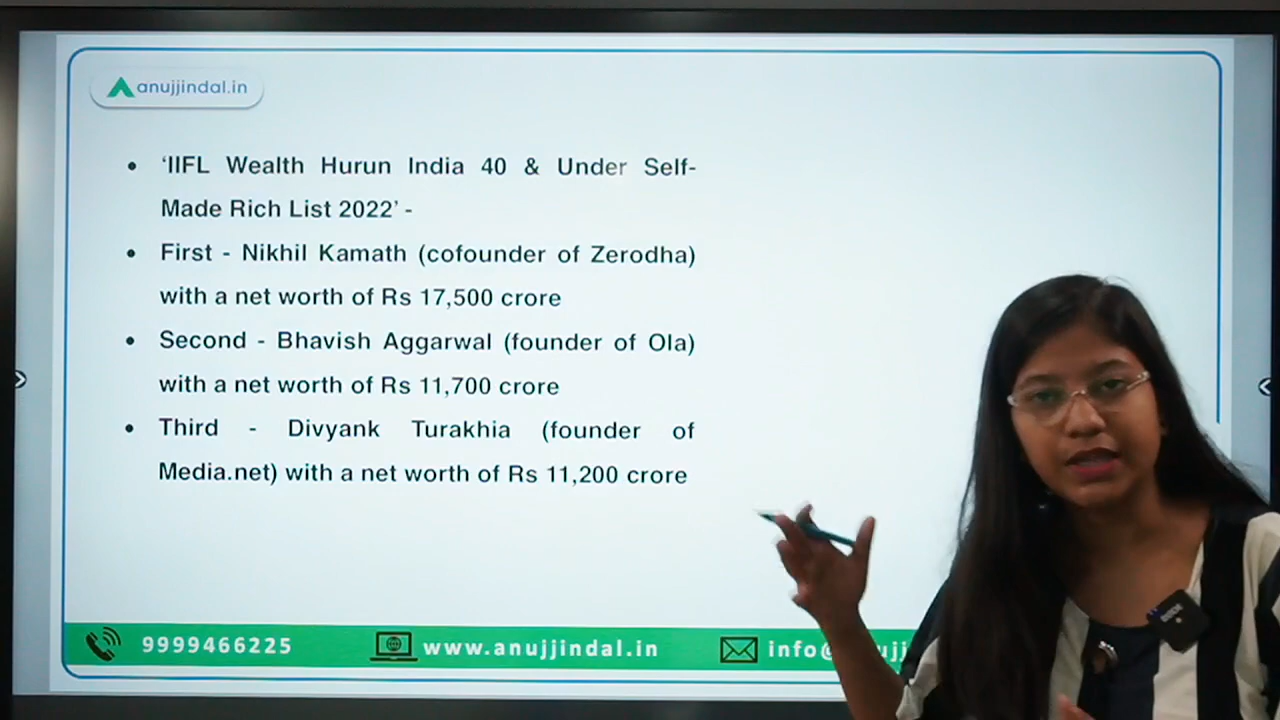 anujjindal.in
• ‘IIFL Wealth Hurun India 40 & Under Self-
Made Rich List 2022’ -
• First - Nikhil Kamath (cofounder of Zerodha)
with a net worth of Rs 17,500 crore
• Second - Bhavish Aggarwal (founder of Ola)
with a net worth of Rs 11,700 crore
• Third - Divyank Turakhia (founder of
Media.net) with a net worth of Rs 11,200 crore
9999466225 www.anujjindal.in